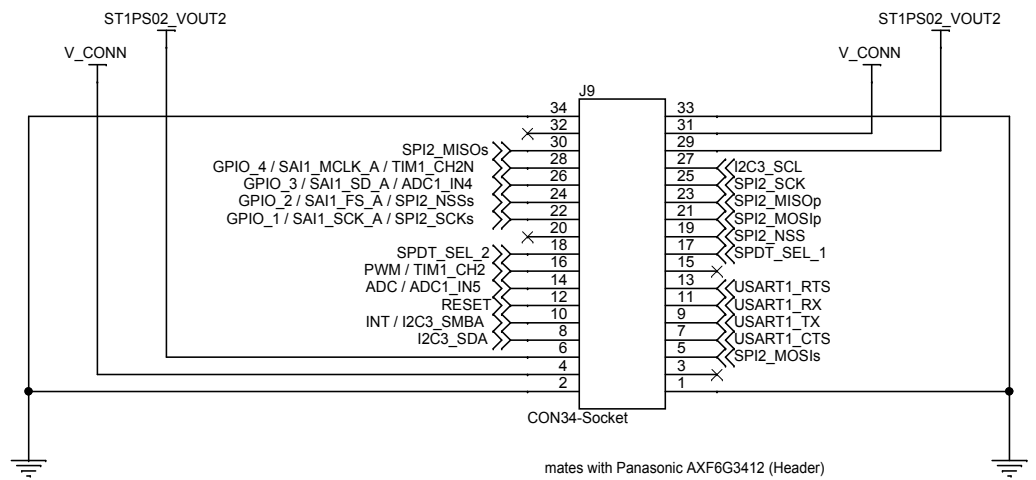 ST1PS02_VOUT2
ST1PS02_VOUT2
V_CONN
V_CONN
J9
34
33
32
31
SPI2_MISOs
30
29
GPIO_4 / SAI1_MCLK_A / TIM1_CH2N
28
27
I2C3_SCL
GPIO_3 / SAI1_SD_A / ADC1_IN4
26
25
SPI2_SCK
GPIO_2 / SAI1_FS_A / SPI2_NSSs
24
23
SPI2_MISOp
GPIO_1 / SAI1_SCK_A / SPI2_SCKs
22
21
SPI2_MOSIp
20
19
SPI2_NSS
SPDT_SEL_2
18
17
SPDT_SEL_1
PWM / TIM1_CH2
16
15
ADC / ADC1_IN5
14
13
USART1_RTS
RESET
12
11
USART1_RX
INT / I2C3_SMBA
10
9
USART1_TX
I2C3_SDA
8
7
USART1_CTS
6
5
SPI2_MOSIs
4
3
2
1
CON34-Socket
mates with Panasonic AXF6G3412 (Header)